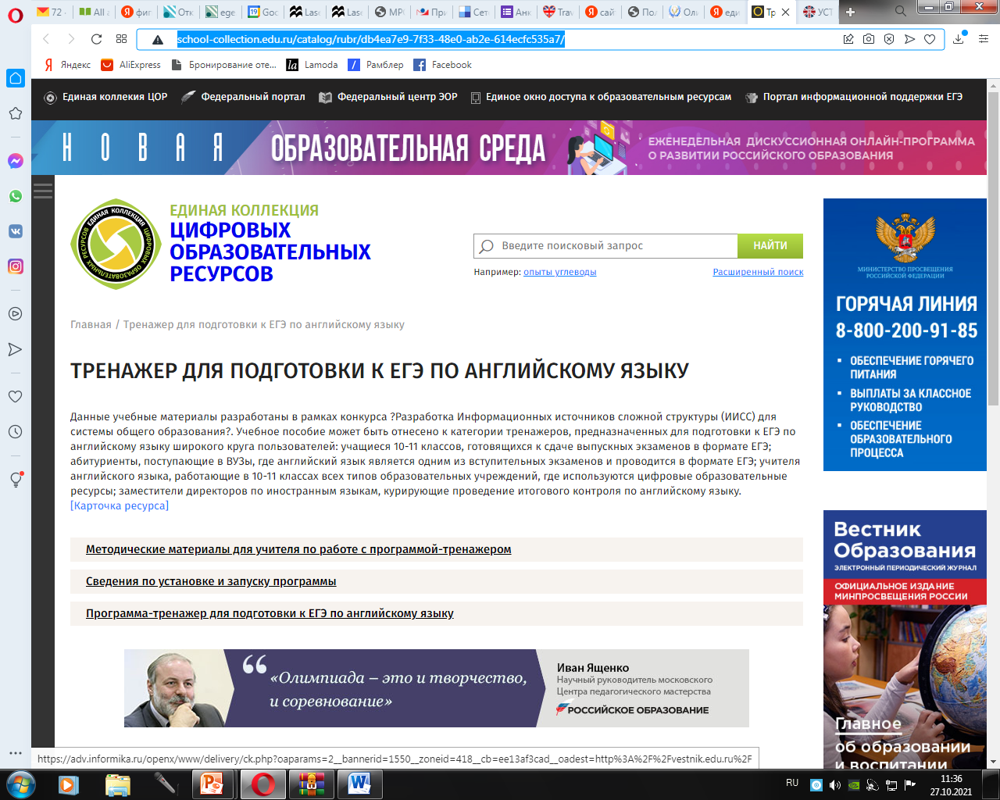 72
All a
фиг
Отк
ege
Goc
Lase
Lase
МР
При
Сет
Анк
Trav
сай
Пол
Оли
еди
Тр
УСТ
school-collection.edu.ru/catalog/rubr/db4ea7e9-7f33-48e0-ab2e-614ecfc535a7/
Яндекс
AliExpress
Бронирование оте...
Lamoda
Рамблер
Facebook
Единая коллекия ЦОР
Федеральный портал
Федеральный центр ЭОР
Единое окно доступа к образовательным ресурсам
Портал информационной поддержки ЕГЭ
НОВАЯ
ОБРАЗОВАТЕЛЬНАЯ СРЕДА
ЕЖЕНЕДЕЛЬНАЯ ДИСКУССИОННАЯ ОНЛАЙН-ПРОГРАММА
О РАЗВИТИИ РОССИЙСКОГО ОБРАЗОВАНИЯ
ЕДИНАЯ КОЛЛЕКЦИЯ ЦИФРОВЫХ ОБРАЗОВАТЕЛЬНЫХ РЕСУРСОВ
ЕДИНАЯ КОЛЛЕКЦИЯ
ЦИФРОВЫХ
ОБРАЗОВАТЕЛЬНЫХ
РЕСУРСОВ
Введите поисковый запрос
НАЙТИ
Например: опыты углеводы
Расширенный поиск
Главная / Тренажер для подготовки к ЕГЭ по английскому языку
ТРЕНАЖЕР ДЛЯ ПОДГОТОВКИ К ЕГЭ ПО АНГЛИЙСКОМУ ЯЗЫКУ
Данные учебные материалы разработаны в рамках конкурса ?Разработка Информационных источников сложной структуры (ИИСС) для
системы общего образования?. Учебное пособие может быть отнесено к категории тренажеров, предназначенных для подготовки к ЕГЭ по
английскому языку широкого круга пользователей: учащиеся 10-11 классов, готовящихся к сдаче выпускных экзаменов в формате ЕГЭ;
абитуриенты, поступающие в ВУЗы, где английский язык является одним из вступительных экзаменов и проводится в формате ЕГЭ; учителя
английского языка, работающие в 10-11 классах всех типов образовательных учреждений, где используются цифровые образовательные
ресурсы; заместители директоров по иностранным языкам, курирующие проведение итогового контроля по английскому языку.
[Карточка ресурса]
Методические материалы для учителя по работе с программой-тренажером
Сведения по установке и запуску программы
Программа-тренажер для подготовки к ЕГЭ по английскому языку
«Олимпиада – это и творчество,
и соревнование»
Иван Ященко
Научный руководитель московского
Центра педагогического мастерства
РОССИЙСКОЕ ОБРАЗОВАНИЕ
МИНИСТЕРСТВО ПРОСВЕЩЕНИЯ
РОССИЙСКОЙ ФЕДЕРАЦИИ
ГОРЯЧАЯ ЛИНИЯ
8-800-200-91-85
▪ ОБЕСПЕЧЕНИЕ ГОРЯЧЕГО
ПИТАНИЯ
▪ ВЫПЛАТЫ ЗА КЛАССНОЕ
РУКОВОДСТВО
▪ ОБЕСПЕЧЕНИЕ
ОБРАЗОВАТЕЛЬНОГО
ПРОЦЕССА
Вестник
Образования
ЭЛЕКТРОННЫЙ ПЕРИОДИЧЕСКИЙ ЖУРНАЛ
ОФИЦИАЛЬНОЕ ИЗДАНИЕ
МИНПРОСВЕЩЕНИЯ РОССИИ
Главное
об образовании
и воспитании
https://adv.informika.ru/openx/www/delivery/ck.php?oaparams=2__bannerid=1550__zoneid=418__cb=ee13af3cad__oadest=http%3A%2F%2Fvestnik.edu.ru%2F
RU
11:36
27.10.2021